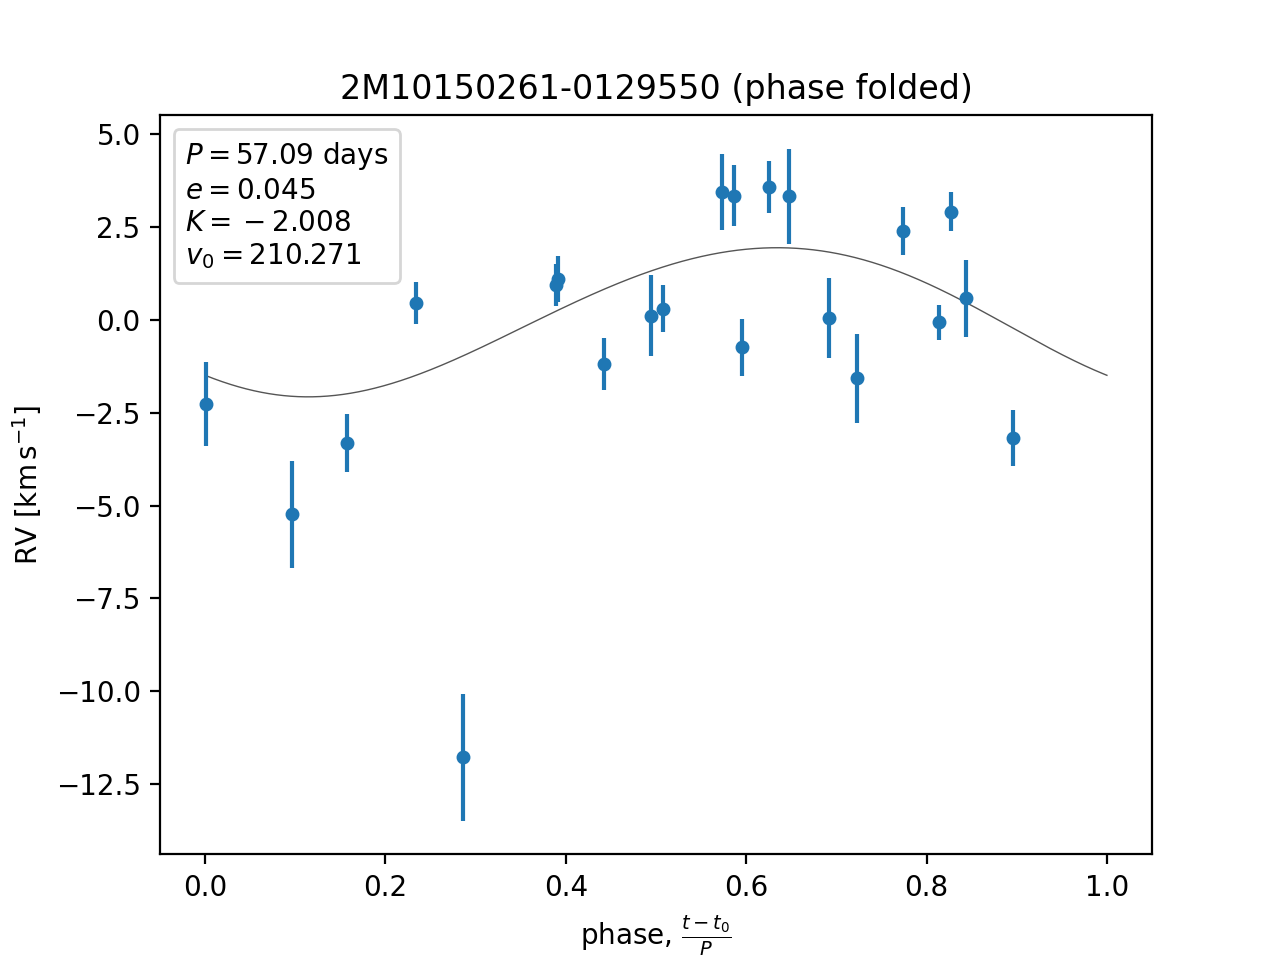 2M10150261-0129550 (phase folded)
P = 57.09 days
e = 0.045
K = −2.008
v₀ = 210.271
5.0
2.5
0.0
−2.5
−5.0
−7.5
−10.0
−12.5
RV [km s⁻¹]
0.0 0.2 0.4 0.6 0.8 1.0
phase, (t − t₀)/P